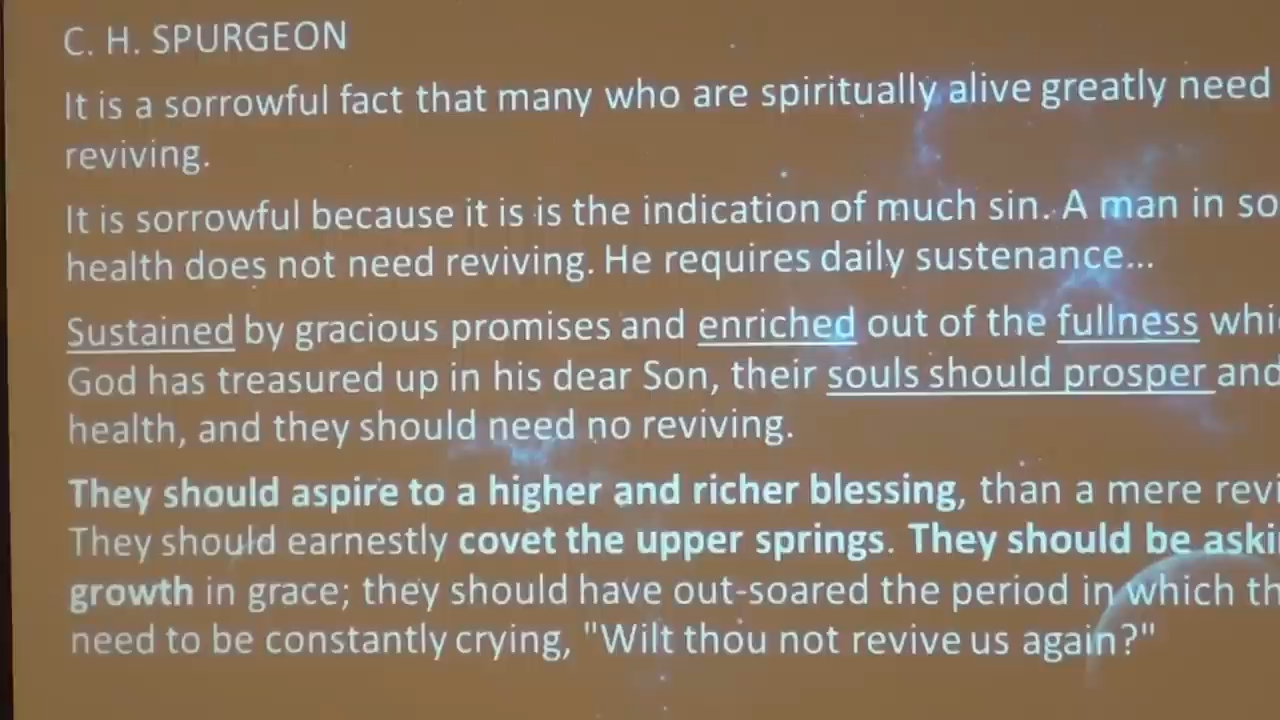 C. H. SPURGEON
It is a sorrowful fact that many who are spiritually alive greatly need
reviving.
It is sorrowful because it is is the indication of much sin. A man in so
health does not need reviving. He requires daily sustenance...
Sustained by gracious promises and enriched out of the fullness whi
God has treasured up in his dear Son, their souls should prosper and
health, and they should need no reviving.
They should aspire to a higher and richer blessing, than a mere revi
They should earnestly covet the upper springs. They should be aski
growth in grace; they should have out-soared the period in which th
need to be constantly crying, "Wilt thou not revive us again?"